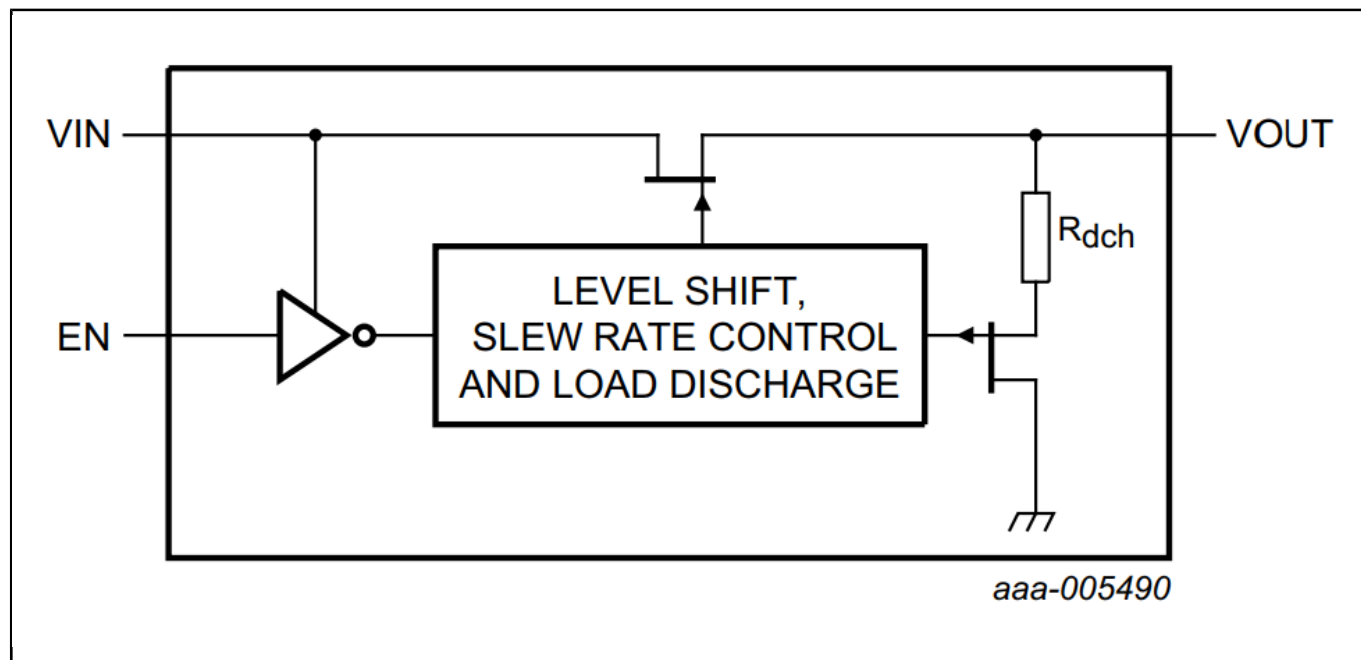 VIN
VOUT
Rdch
EN
LEVEL SHIFT,
SLEW RATE CONTROL
AND LOAD DISCHARGE
aaa-005490